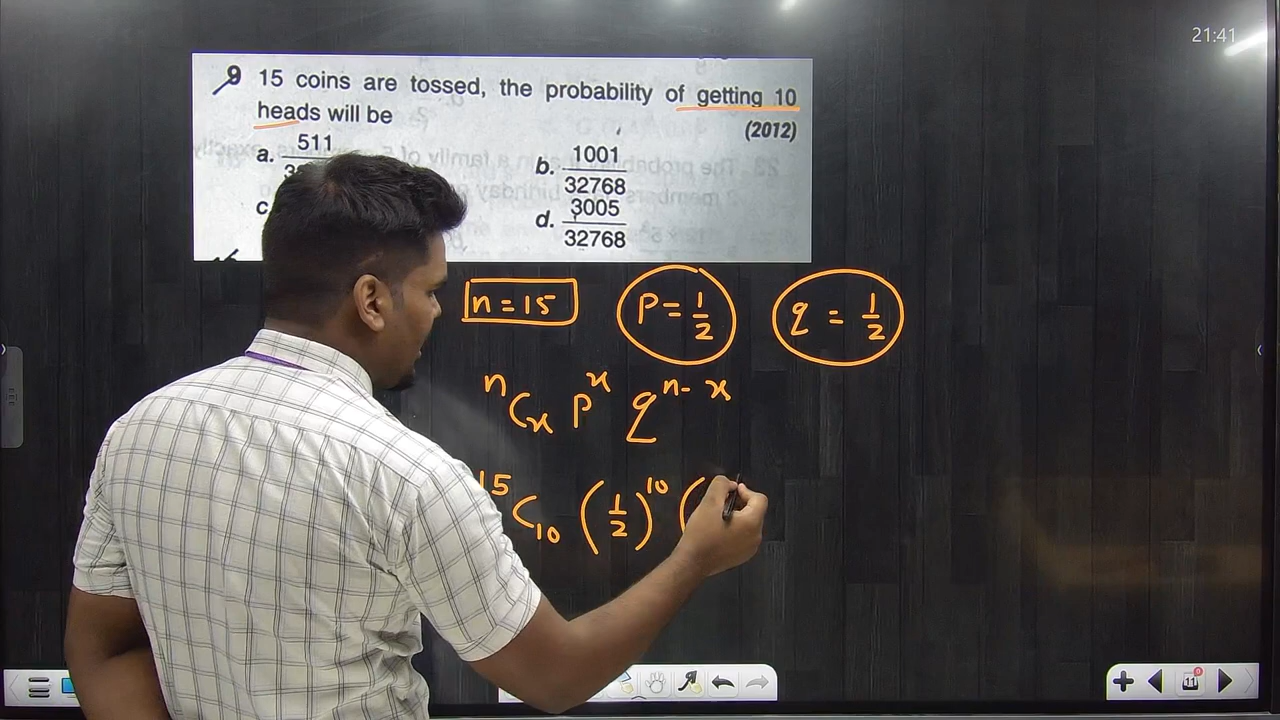 21:41
9 15 coins are tossed, the probability of getting 10
heads will be
(2012)
a. 511
b. 1001
32768
c.
d. 3005
32768
n = 15
P = 1/2
q = 1/2
nCx P^x q^n-x
15C10 (1/2)^10 (
11